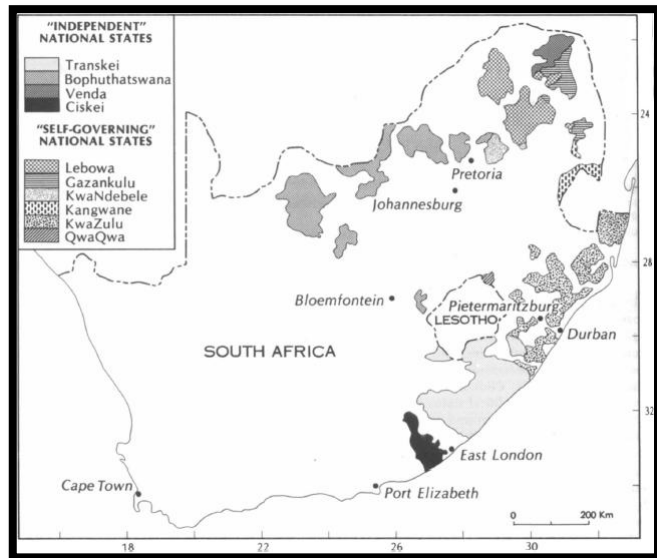 "INDEPENDENT"
NATIONAL STATES
Transkei
Bophuthatswana
Venda
Ciskei
"SELF-GOVERNING"
NATIONAL STATES
Lebowa
Gazankulu
KwaNdebele
Kangwane
KwaZulu
QwaQwa
24
Pretoria
Johannesburg
28
Bloemfontein
Pietermaritzburg
LESOTHO
Durban
SOUTH AFRICA
32
East London
Cape Town
Port Elizabeth
0 200 Km
18
22
26
30